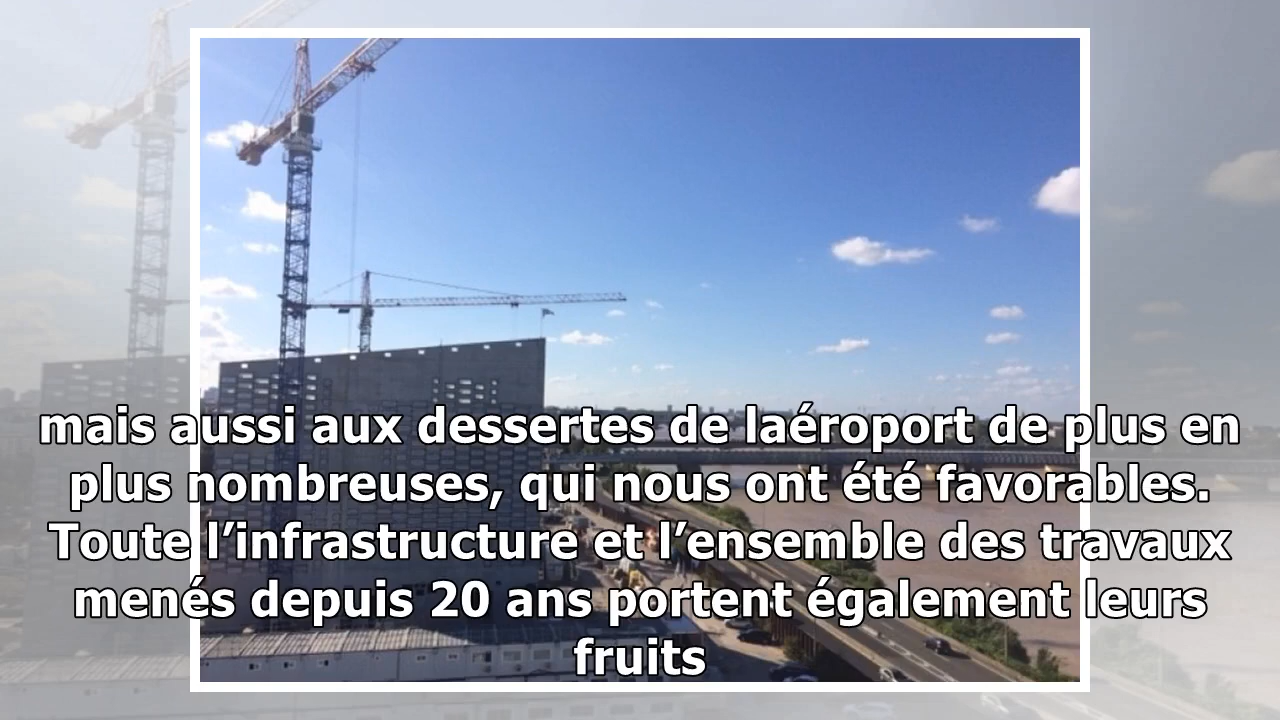 mais aussi aux dessertes de laéroport de plus en
plus nombreuses, qui nous ont été favorables.
Toute l’infrastructure et l’ensemble des travaux
menés depuis 20 ans portent également leurs
fruits